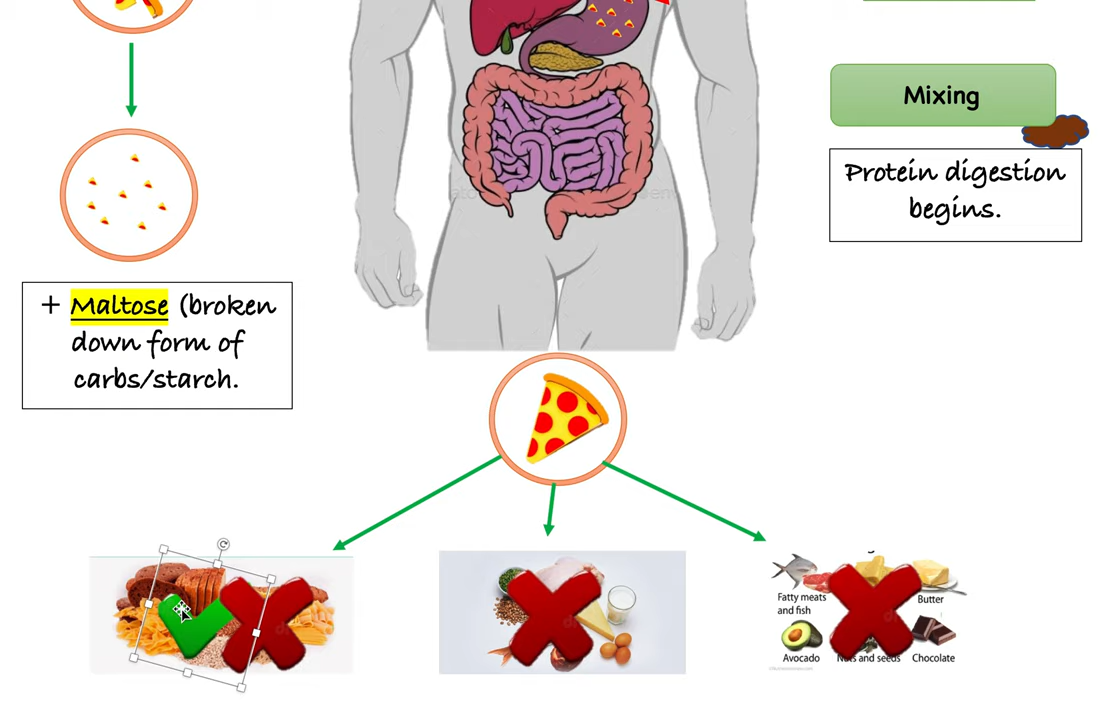 Mixing
Protein digestion
begins.
+ Maltose (broken
down form of
carbs/starch.
Fatty meats
and fish
Butter
Avocado
Nuts and seeds
Chocolate